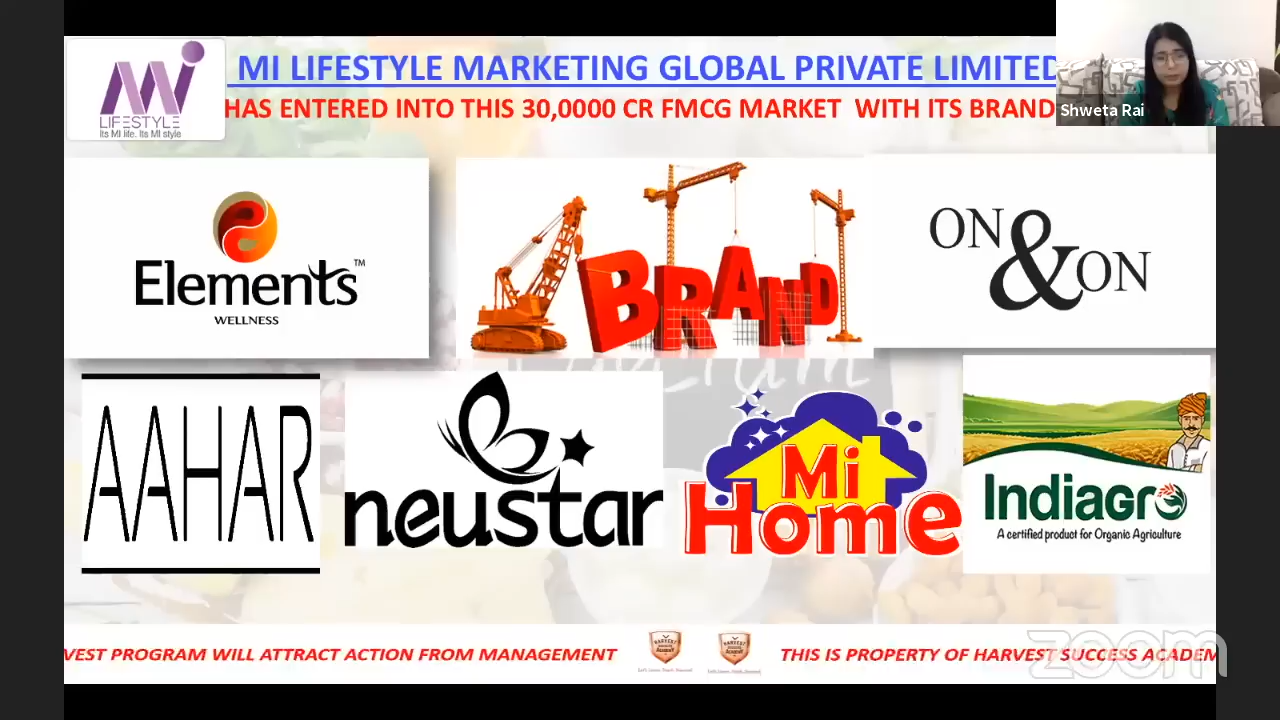 MI LIFESTYLE MARKETING GLOBAL PRIVATE LIMITED
HAS ENTERED INTO THIS 30,0000 CR FMCG MARKET WITH ITS BRAND
Mi
LIFESTYLE
Its MI life. Its MI style
Shweta Rai
Elements™
WELLNESS
BRAND
ON & ON
AAHAR
neustar
Mi
Home
Indiagro
A certified product for Organic Agriculture
VEST PROGRAM WILL ATTRACT ACTION FROM MANAGEMENT
THIS IS PROPERTY OF HARVEST SUCCESS ACADEM
zoom